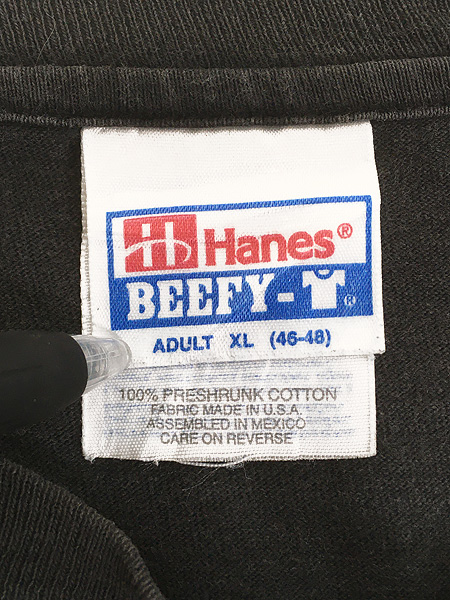 Hanes®
BEEFY-T®
ADULT XL (46-48)
100% PRESHRUNK COTTON
FABRIC MADE IN U.S.A.
ASSEMBLED IN MEXICO
CARE ON REVERSE